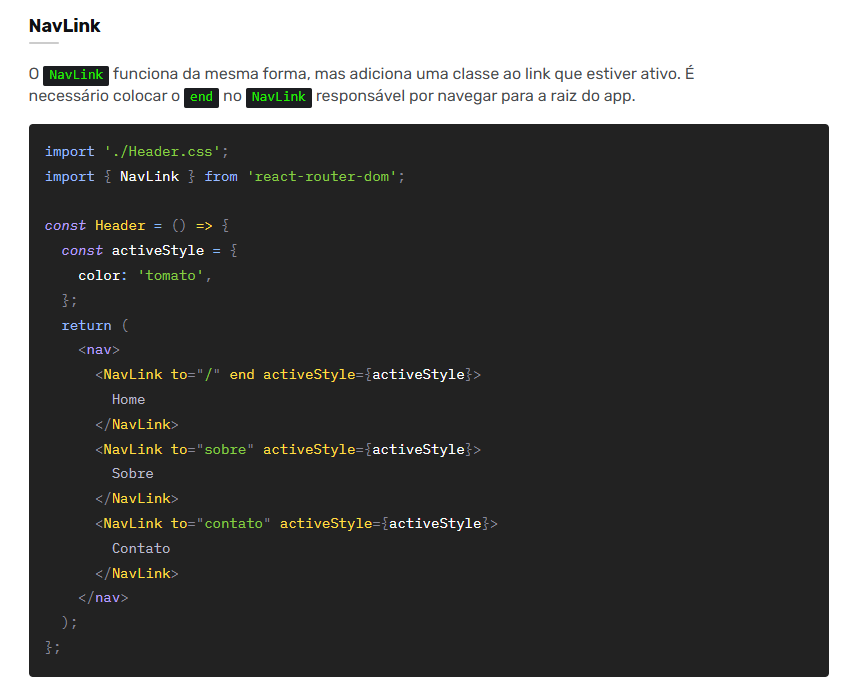 NavLink
O NavLink funciona da mesma forma, mas adiciona uma classe ao link que estiver ativo. É
necessário colocar o end no NavLink responsável por navegar para a raiz do app.
import './Header.css';
import { NavLink } from 'react-router-dom';
const Header = () => {
  const activeStyle = {
    color: 'tomato',
  };
  return (
    <nav>
      <NavLink to="/" end activeStyle={activeStyle}>
        Home
      </NavLink>
      <NavLink to="sobre" activeStyle={activeStyle}>
        Sobre
      </NavLink>
      <NavLink to="contato" activeStyle={activeStyle}>
        Contato
      </NavLink>
    </nav>
  );
};